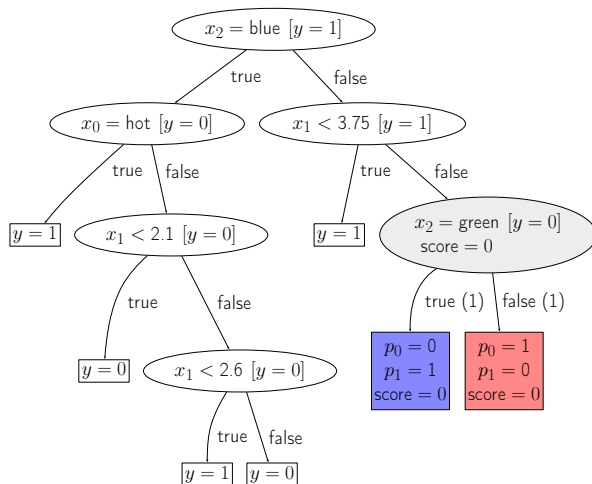 x₂ = blue [y = 1]
true
false
x₀ = hot [y = 0]
x₁ < 3.75 [y = 1]
true
false
true
false
y = 1
x₁ < 2.1 [y = 0]
y = 1
x₂ = green [y = 0]
score = 0
true
false
true (1)
false (1)
y = 0
x₁ < 2.6 [y = 0]
p₀ = 0
p₁ = 1
score = 0
p₀ = 1
p₁ = 0
score = 0
true
false
y = 1
y = 0